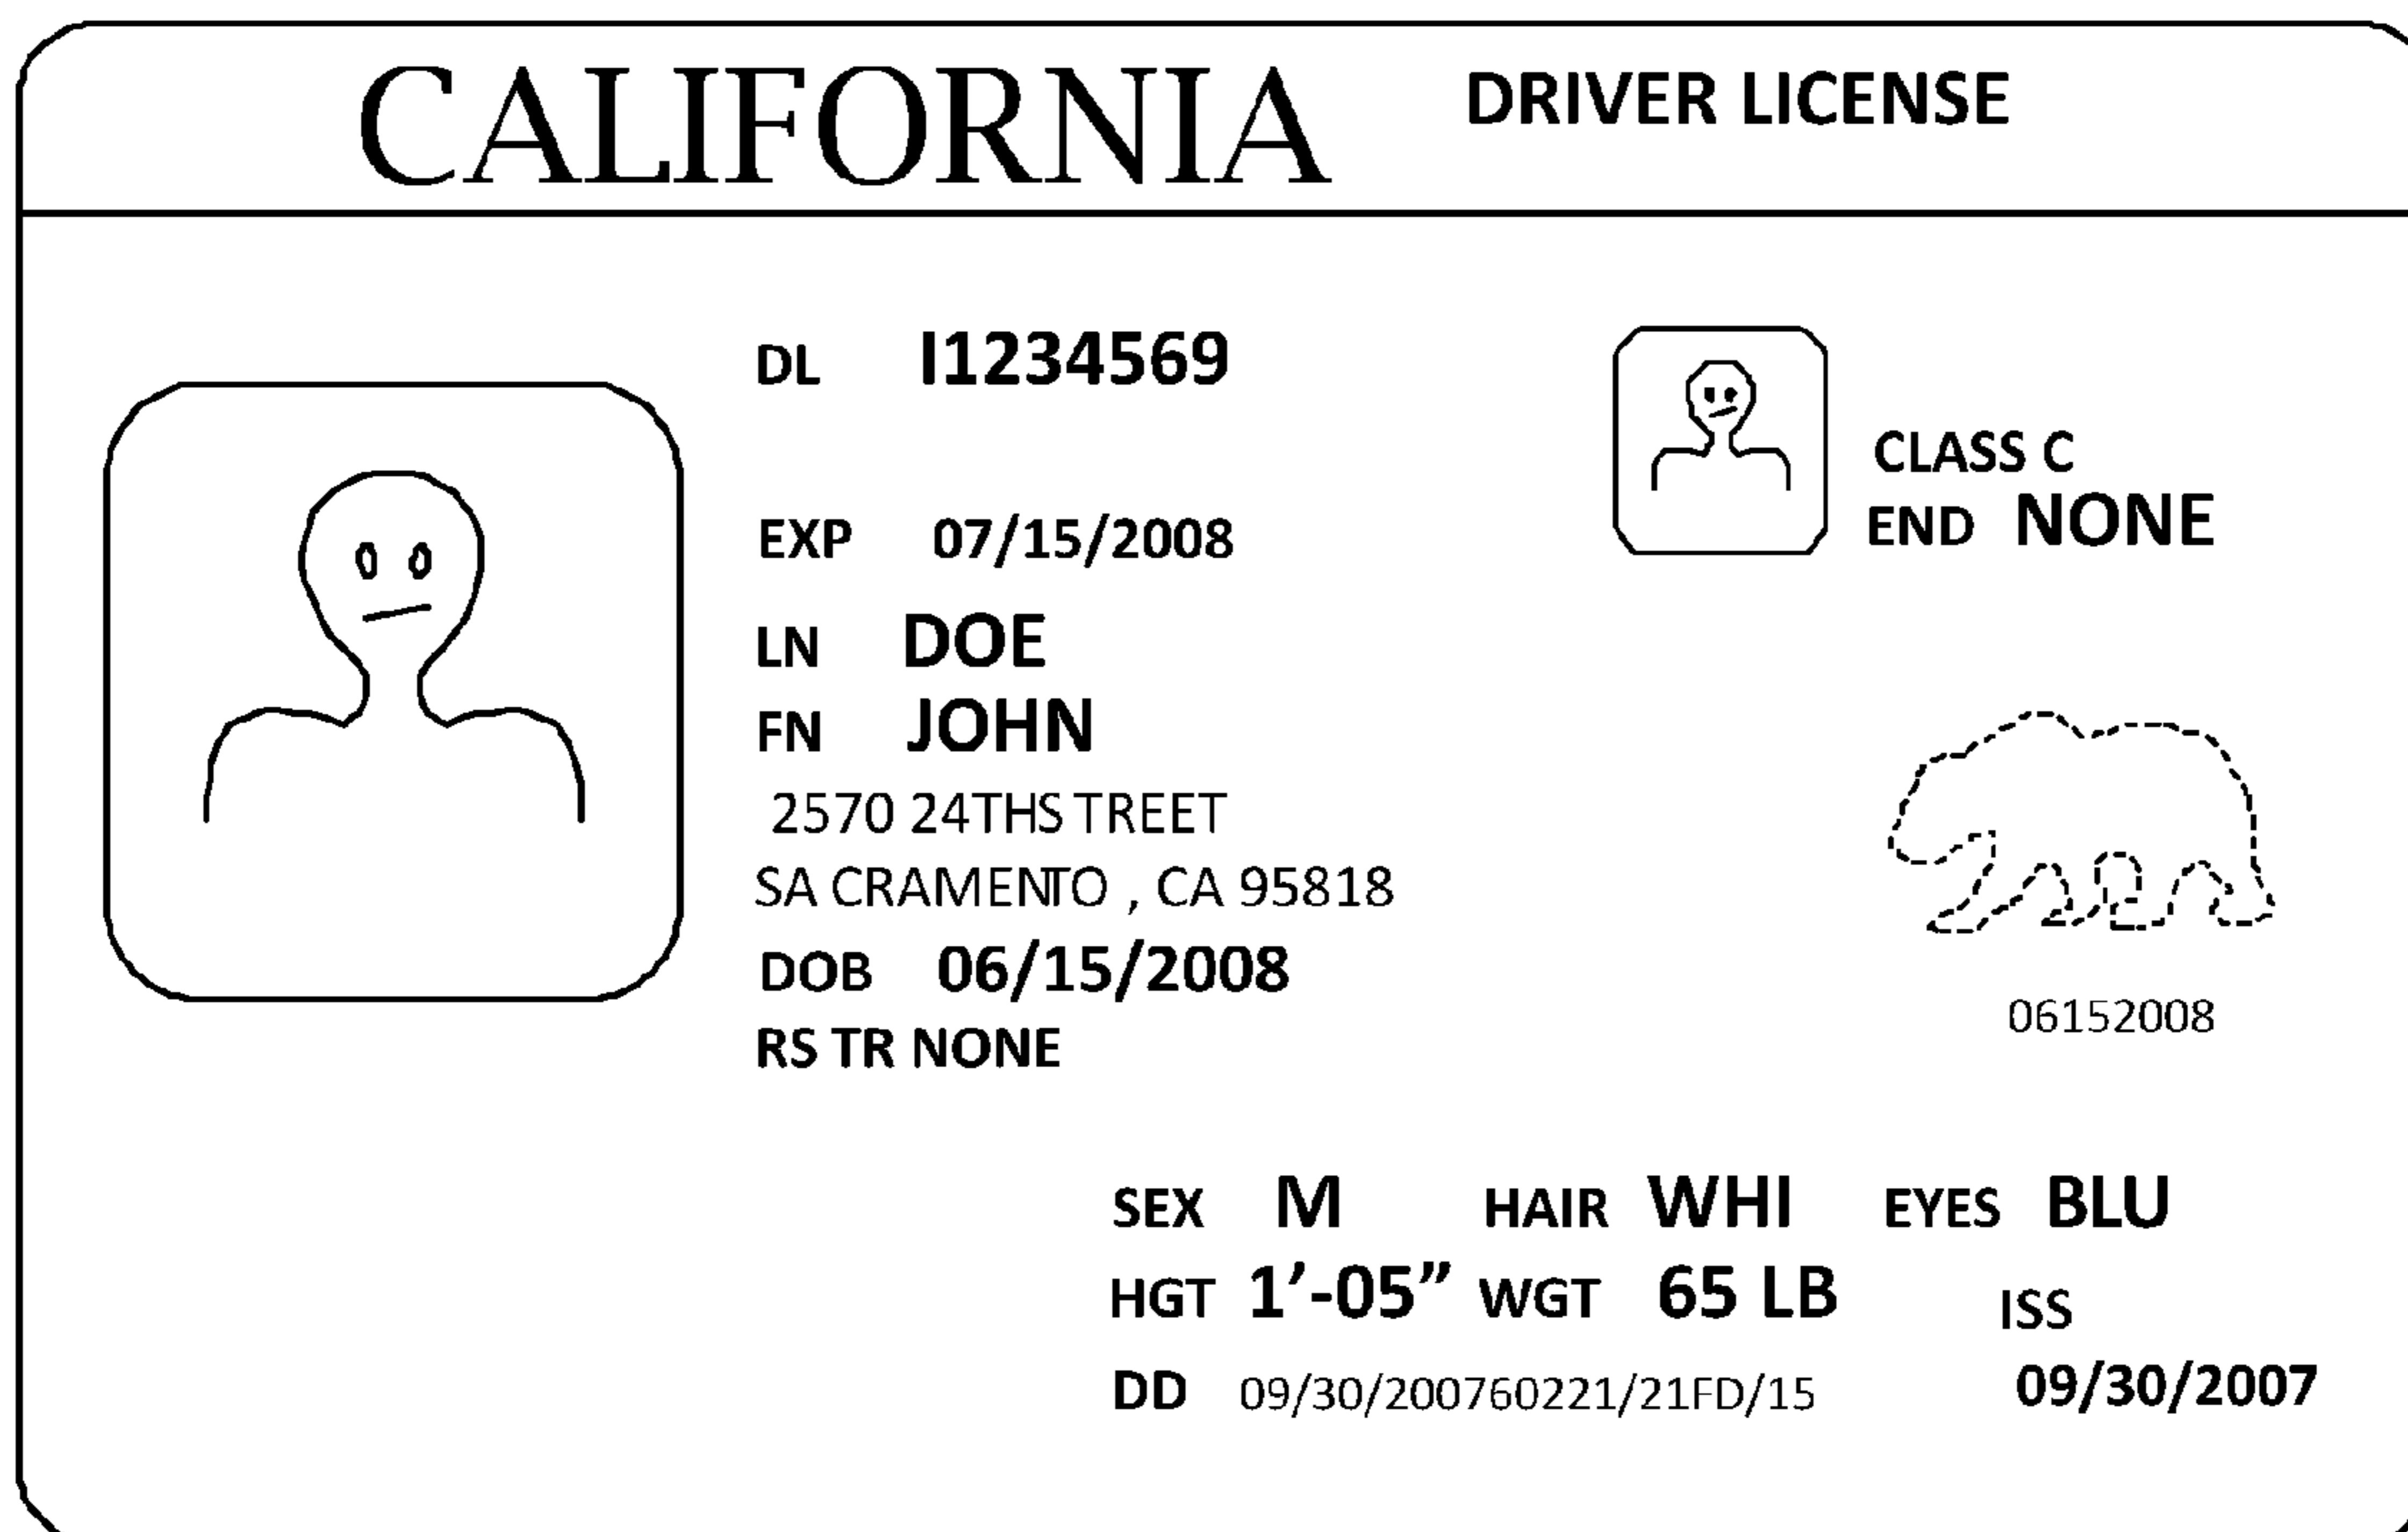 CALIFORNIA DRIVER LICENSE
DL I1234569
CLASS C
END NONE
EXP 07/15/2008
LN DOE
FN JOHN
2570 24THS TREET
SA CRAMENTO , CA 95818
DOB 06/15/2008
06152008
RS TR NONE
SEX M HAIR WHI EYES BLU
HGT 1’-05” WGT 65 LB ISS
DD 09/30/200760221/21FD/15 09/30/2007